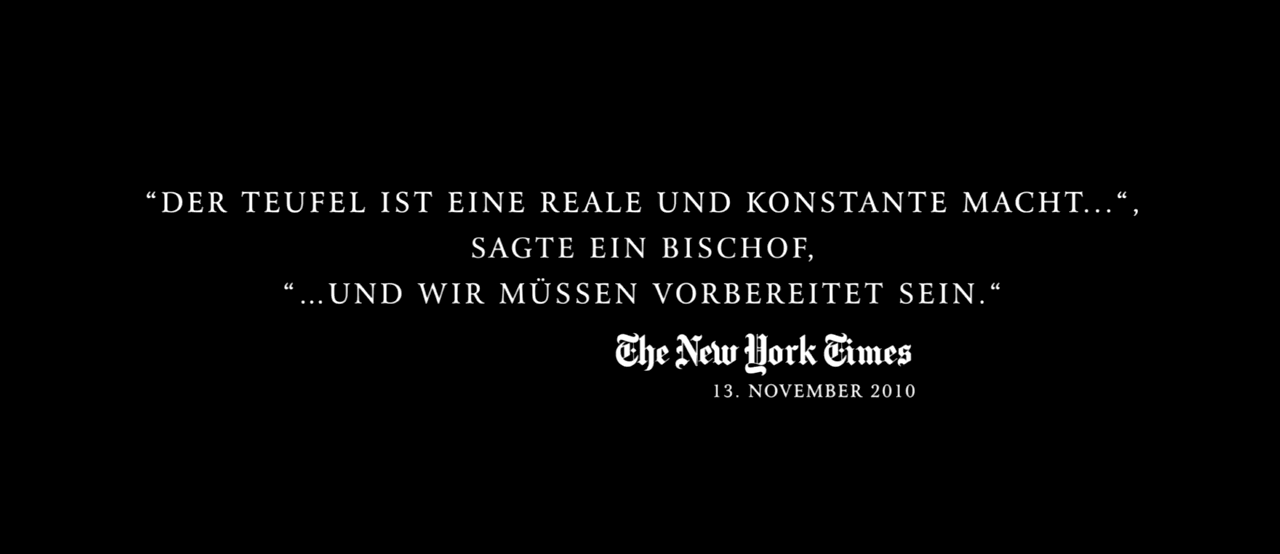 “DER TEUFEL IST EINE REALE UND KONSTANTE MACHT...“,
SAGTE EIN BISCHOF,
“...UND WIR MÜSSEN VORBEREITET SEIN.“
The New York Times
13. NOVEMBER 2010